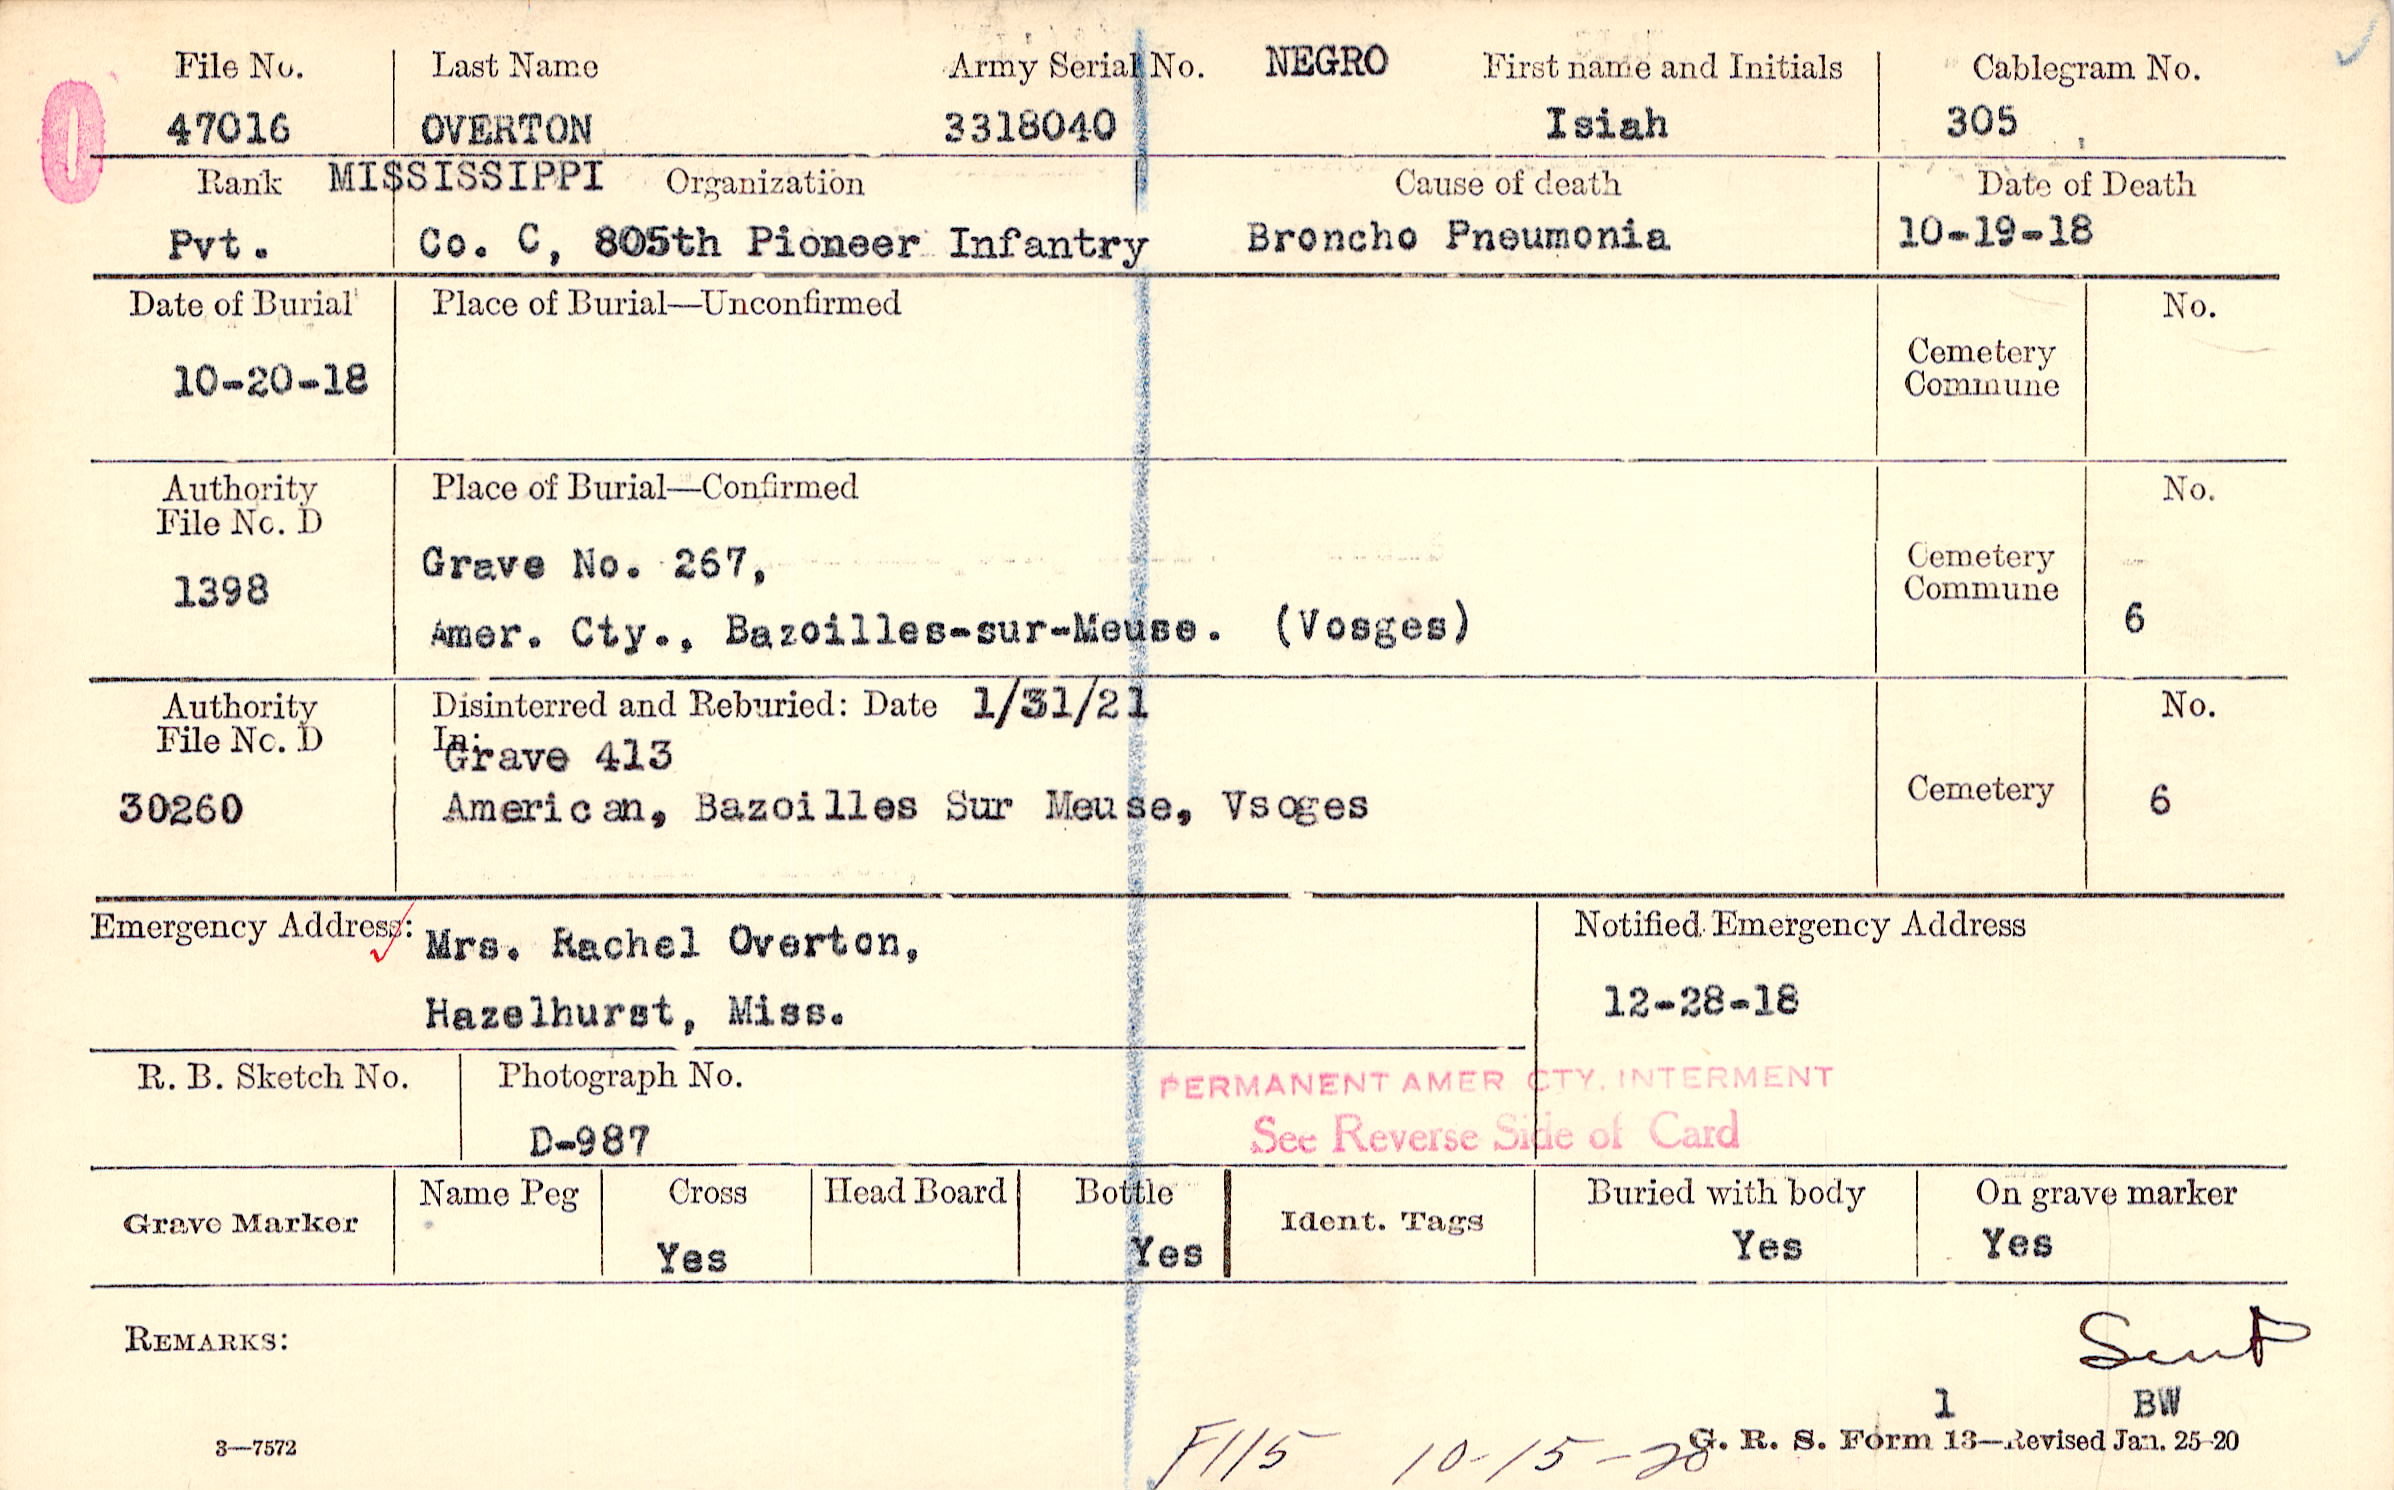 File No. Last Name Army Serial No. NEGRO First name and Initials Cablegram No.
47016 OVERTON 3318040 Isiah 305
O
Rank MISSISSIPPI Organization Cause of death Date of Death
Pvt. Co. C, 805th Pioneer Infantry Broncho Pneumonia 10-19-18
Date of Burial Place of Burial—Unconfirmed No.
Cemetery
Commune
10-20-18
Authority Place of Burial—Confirmed No.
File No. D
1398 Grave No. 267, Cemetery
Commune
Amer. Cty., Bazoilles-sur-Meuse. (Vosges) 6
Authority Disinterred and Reburied: Date 1/31/21 No.
File No. D In:
Grave 413
30260 American, Bazoilles Sur Meuse, Vsoges Cemetery 6
Emergency Address: Mrs. Rachel Overton, Notified Emergency Address
Hazelhurst, Miss. 12-28-18
R. B. Sketch No. Photograph No. PERMANENT AMER CTY. INTERMENT
D-987 See Reverse Side of Card
Grave Marker Name Peg Cross Head Board Bottle Ident. Tags Buried with body On grave marker
Yes Yes Yes Yes
REMARKS: Sent
1 BW
3—7572 F115 10-15-20 G. R. S. Form 13—Revised Jan. 25-20